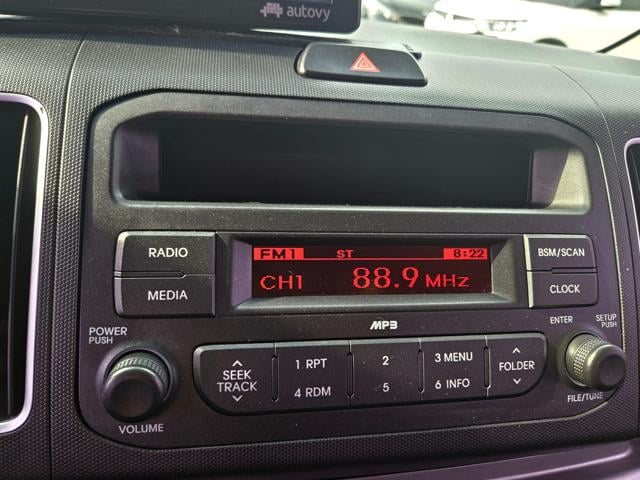 autovy
RADIO
MEDIA
FM1 ST 8:22
CH1 88.9 MHz
BSM/SCAN
CLOCK
MP3
POWER
PUSH
VOLUME
SEEK
TRACK
1 RPT
4 RDM
2
5
3 MENU
6 INFO
FOLDER
ENTER
SETUP
PUSH
FILE/TUNE